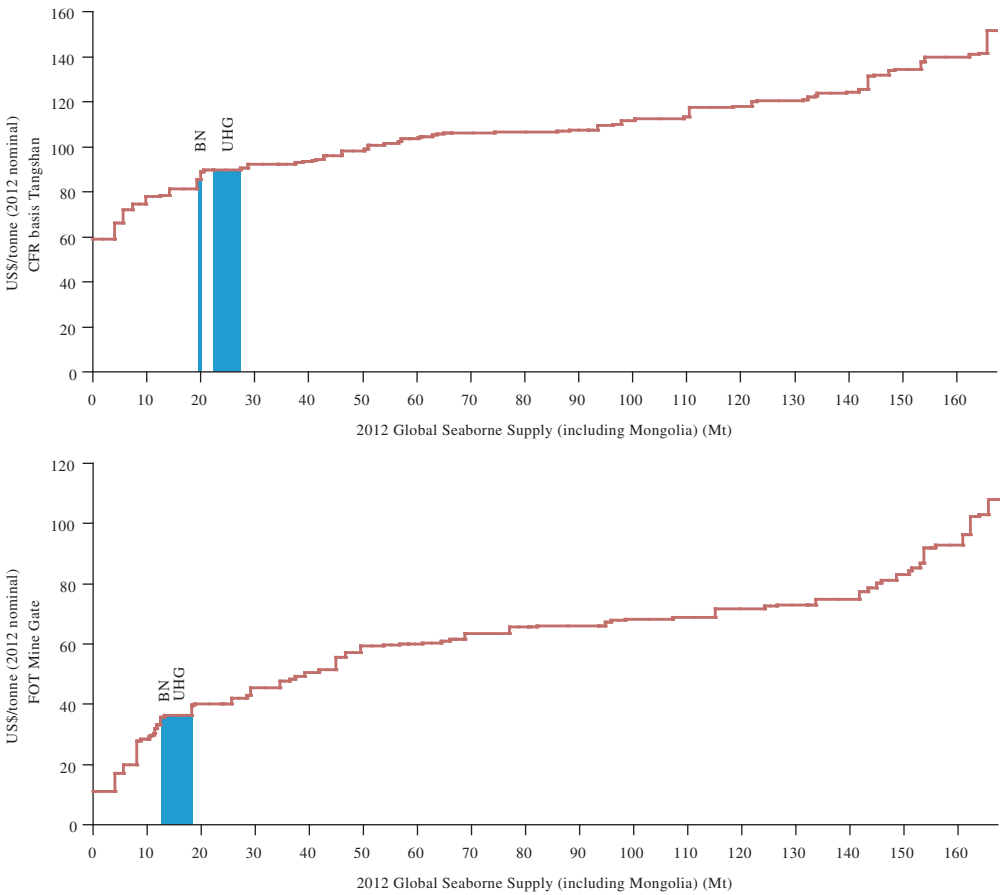 US$/tonne (2012 nominal)
CFR basis Tangshan
160
140
120
100
80
60
40
20
0
BN
UHG
0 10 20 30 40 50 60 70 80 90 100 110 120 130 140 150 160
2012 Global Seaborne Supply (including Mongolia) (Mt)
US$/tonne (2012 nominal)
FOT Mine Gate
120
100
80
60
40
20
0
BN
UHG
0 10 20 30 40 50 60 70 80 90 100 110 120 130 140 150 160
2012 Global Seaborne Supply (including Mongolia) (Mt)